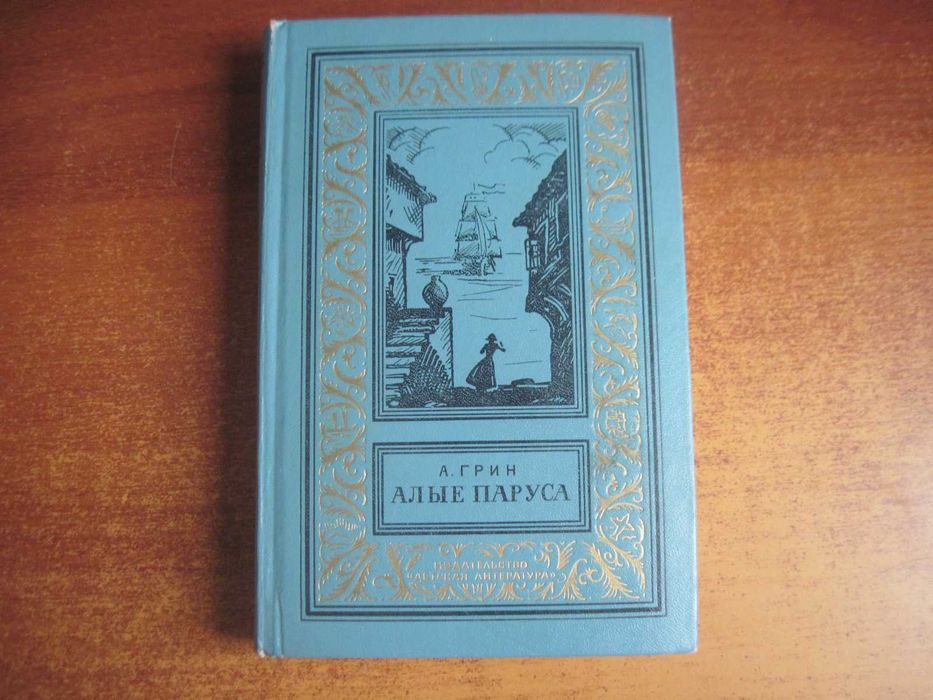 А. ГРИН
АЛЫЕ ПАРУСА
ИЗДАТЕЛЬСТВО
«ДЕТСКАЯ ЛИТЕРАТУРА»